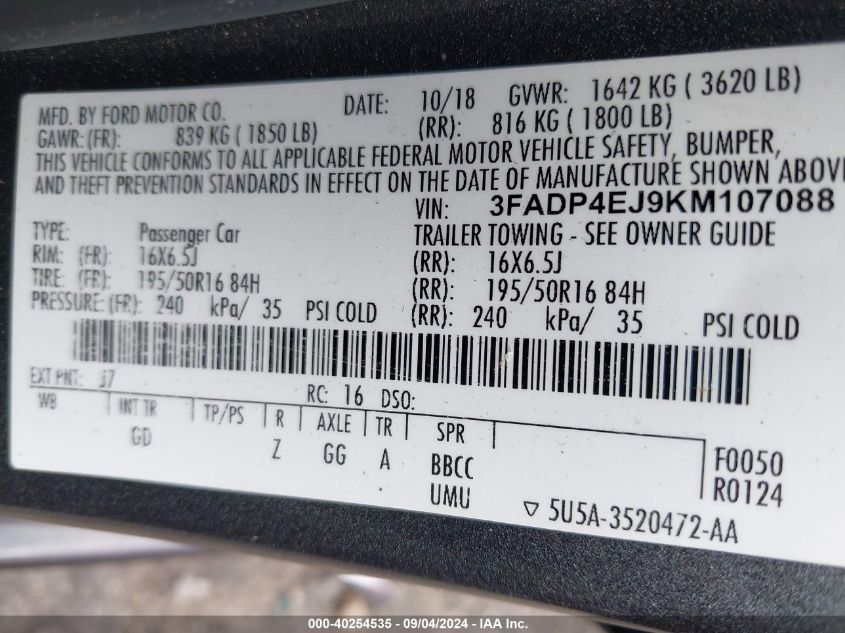 MFD. BY FORD MOTOR CO. DATE: 10/18 GVWR: 1642 KG ( 3620 LB)
GAWR: (FR): 839 KG ( 1850 LB) (RR): 816 KG ( 1800 LB)
THIS VEHICLE CONFORMS TO ALL APPLICABLE FEDERAL MOTOR VEHICLE SAFETY, BUMPER,
AND THEFT PREVENTION STANDARDS IN EFFECT ON THE DATE OF MANUFACTURE SHOWN ABOVE
VIN: 3FADP4EJ9KM107088
TYPE: Passenger Car TRAILER TOWING - SEE OWNER GUIDE
RIM: (FR): 16X6.5J (RR): 16X6.5J
TIRE: (FR): 195/50R16 84H (RR): 195/50R16 84H
PRESSURE: (FR): 240 kPa/ 35 PSI COLD (RR): 240 kPa/ 35 PSI COLD
EXT PNT: J7 RC: 16 DSO:
WB INT TR TP/PS R AXLE TR SPR
GD Z GG A BBCC F0050
UMU R0124
▽ 5U5A-3520472-AA
000-40254535 - 09/04/2024 - IAA Inc.